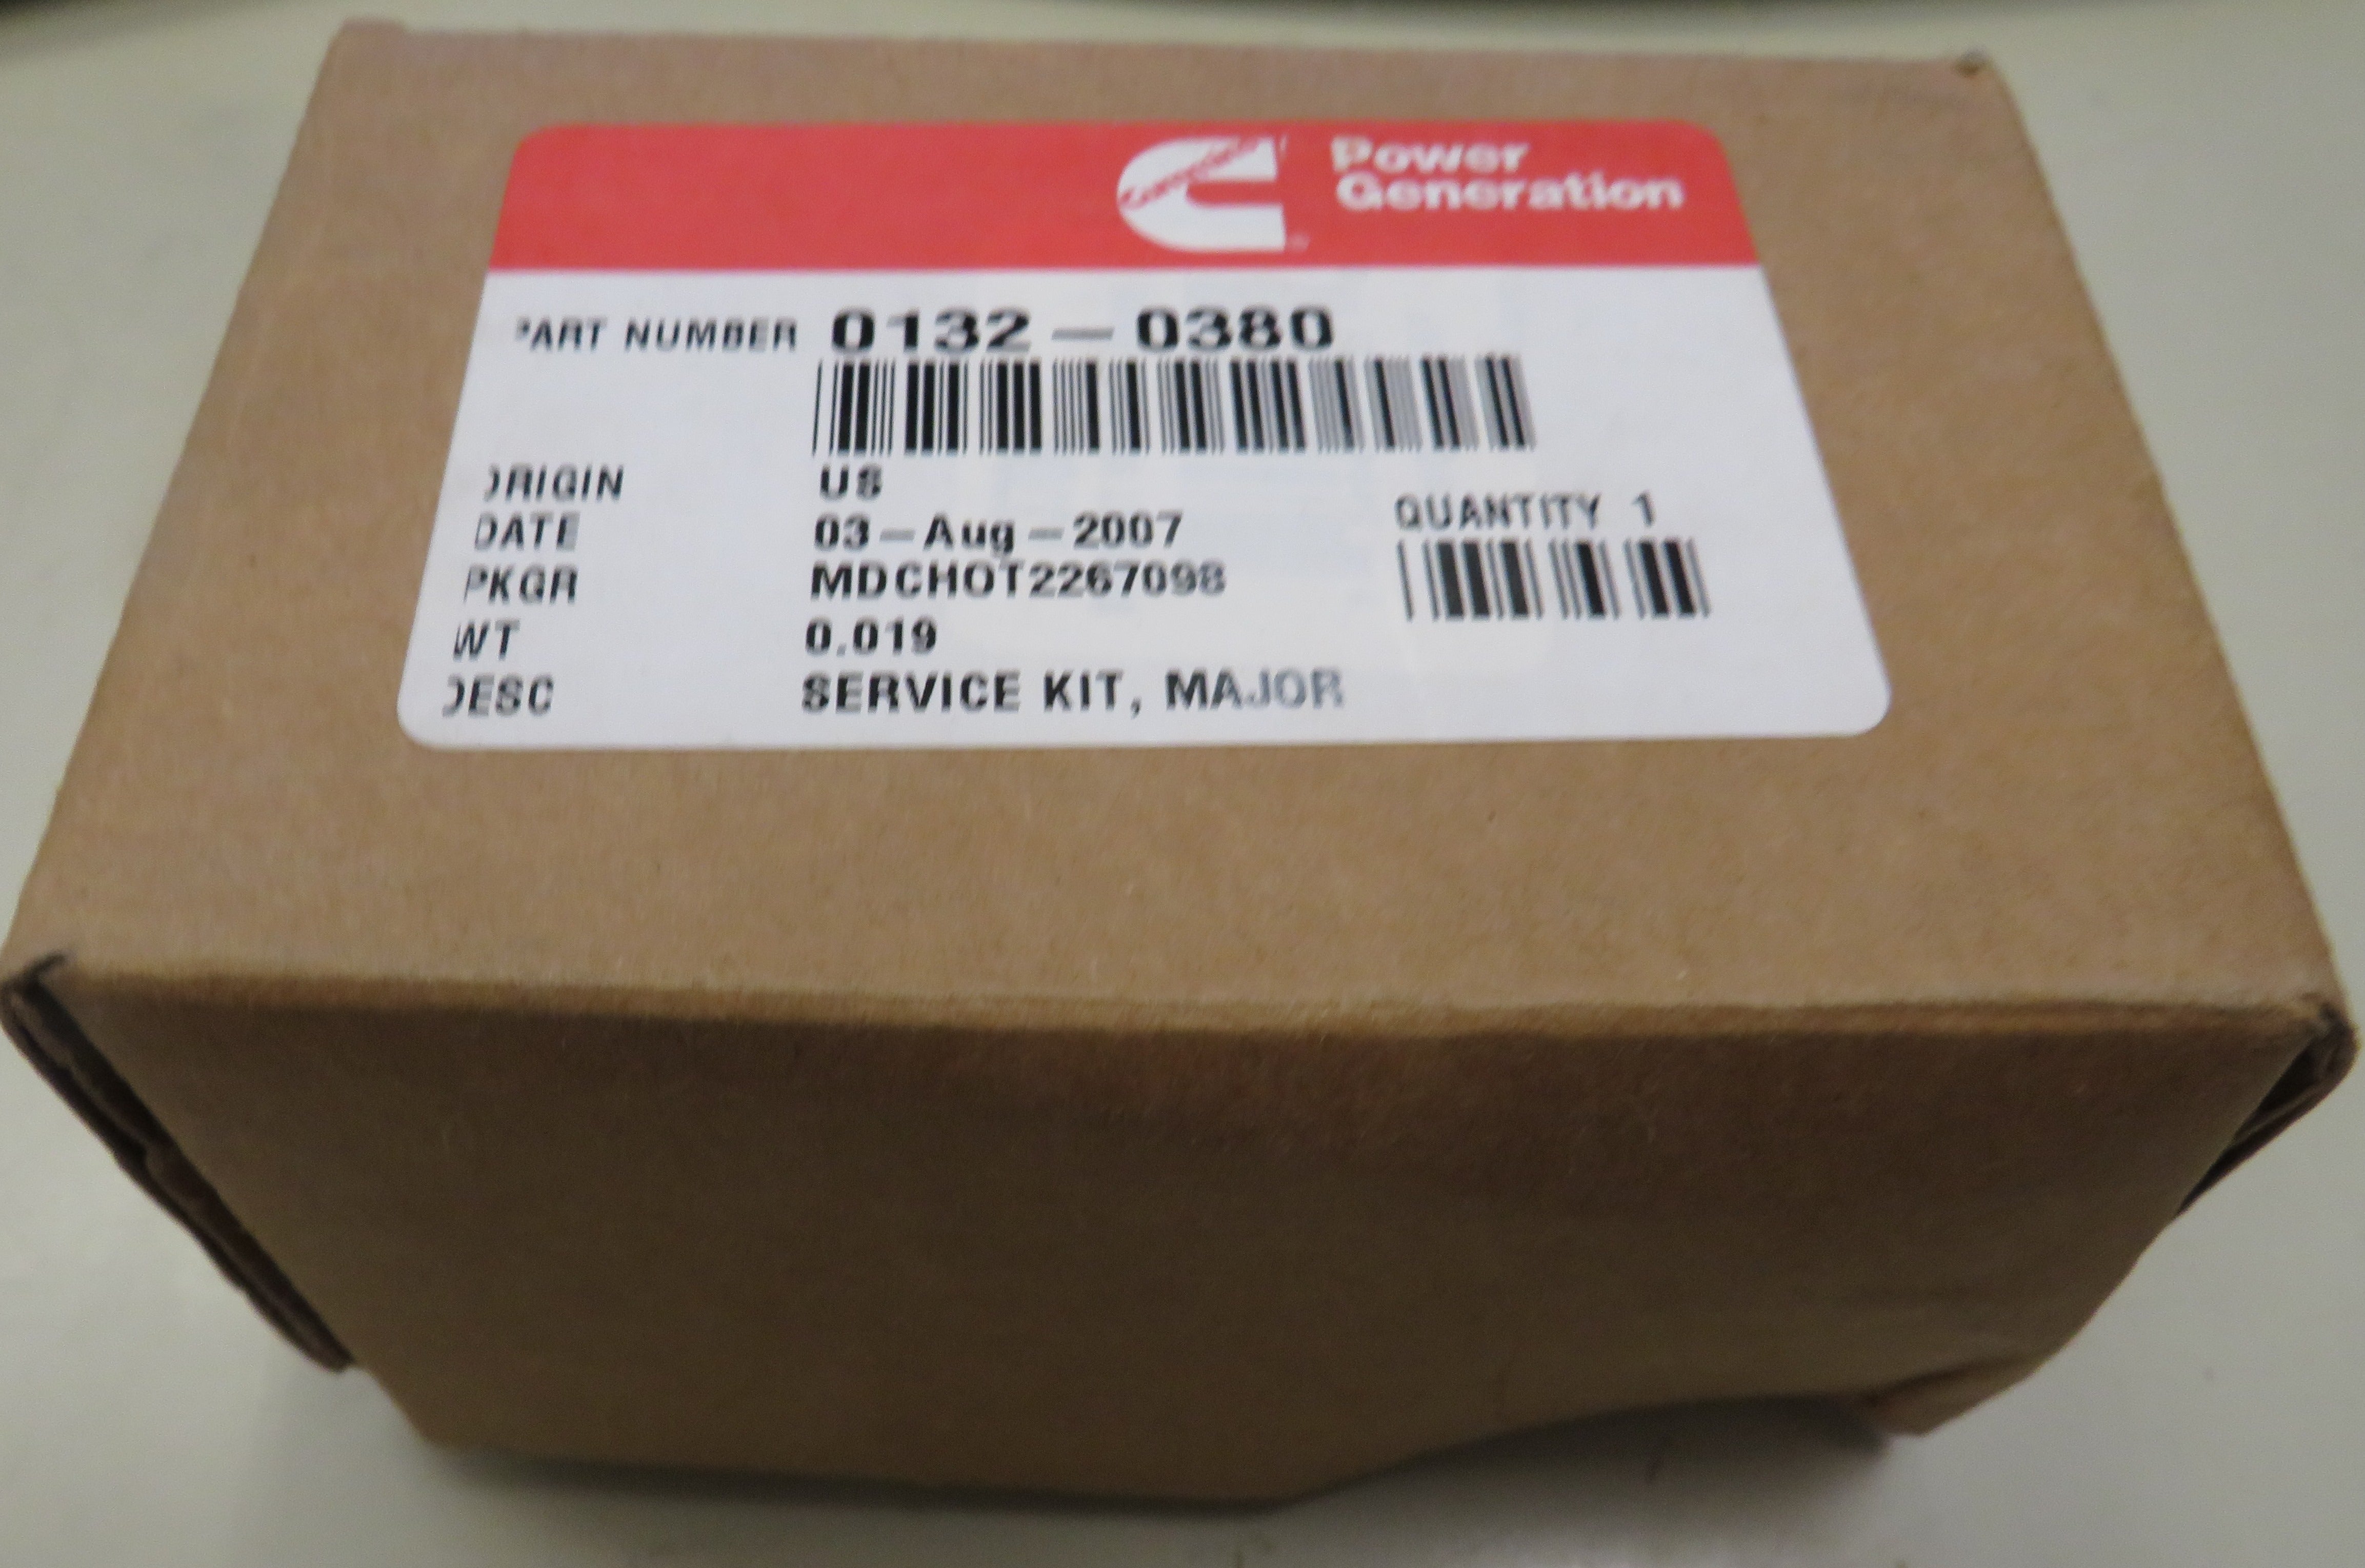 Cummins
Power
Generation
PART NUMBER 0132-0380
ORIGIN US
DATE 03-Aug-2007
QUANTITY 1
PKGR MDCHOT2267098
WT 0.019
DESC SERVICE KIT, MAJOR